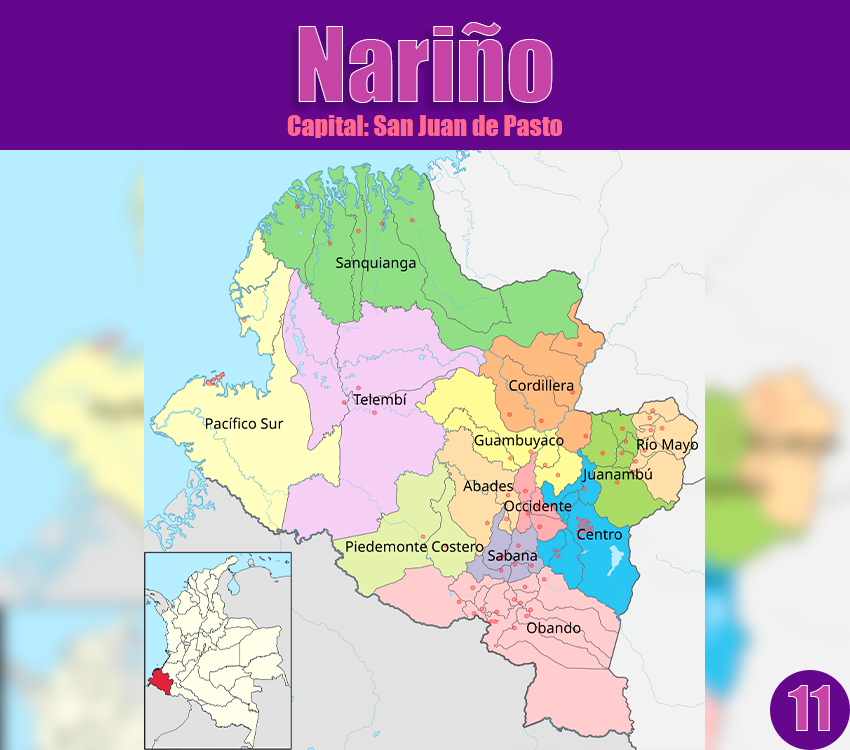 Nariño
Capital: San Juan de Pasto
Sanquianga
Cordillera
Telembí
Pacífico Sur
Guambuyaco
Río Mayo
Juanambú
Abades
Occidente
Centro
Piedemonte Costero
Sabana
Obando
11